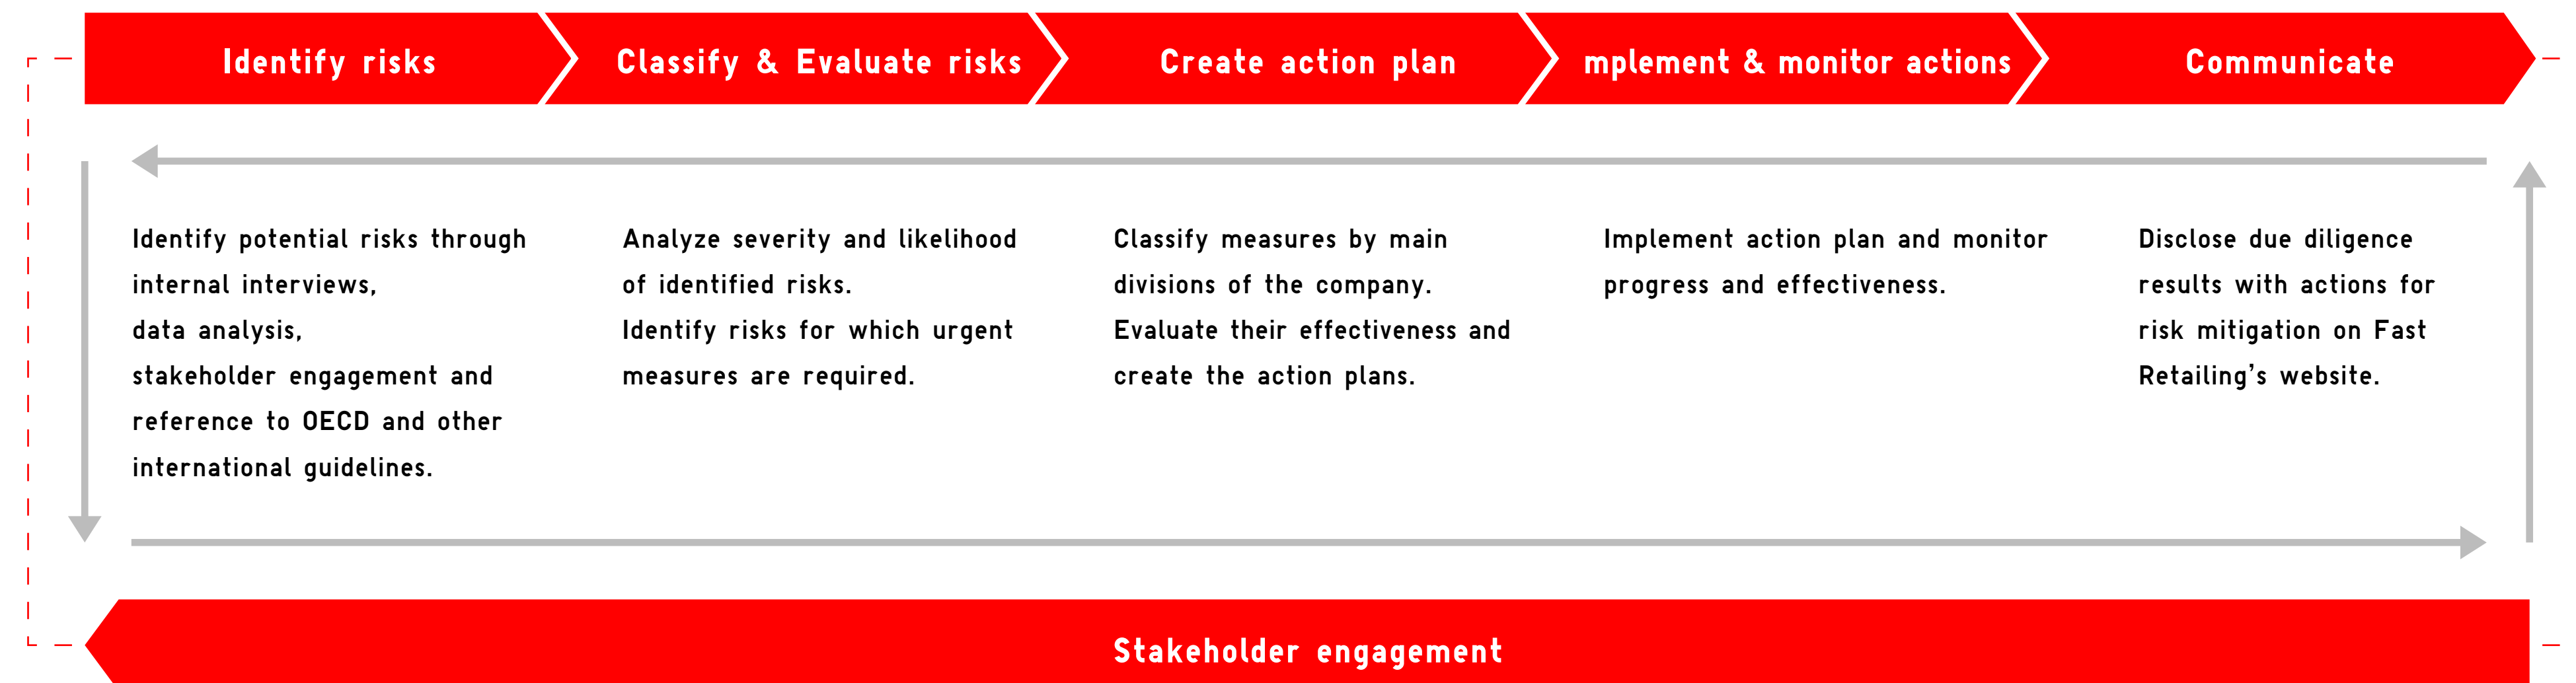 Identify risks
Classify & Evaluate risks
Create action plan
mplement & monitor actions
Communicate
Identify potential risks through
internal interviews,
data analysis,
stakeholder engagement and
reference to OECD and other
international guidelines.
Analyze severity and likelihood
of identified risks.
Identify risks for which urgent
measures are required.
Classify measures by main
divisions of the company.
Evaluate their effectiveness and
create the action plans.
Implement action plan and monitor
progress and effectiveness.
Disclose due diligence
results with actions for
risk mitigation on Fast
Retailing’s website.
Stakeholder engagement